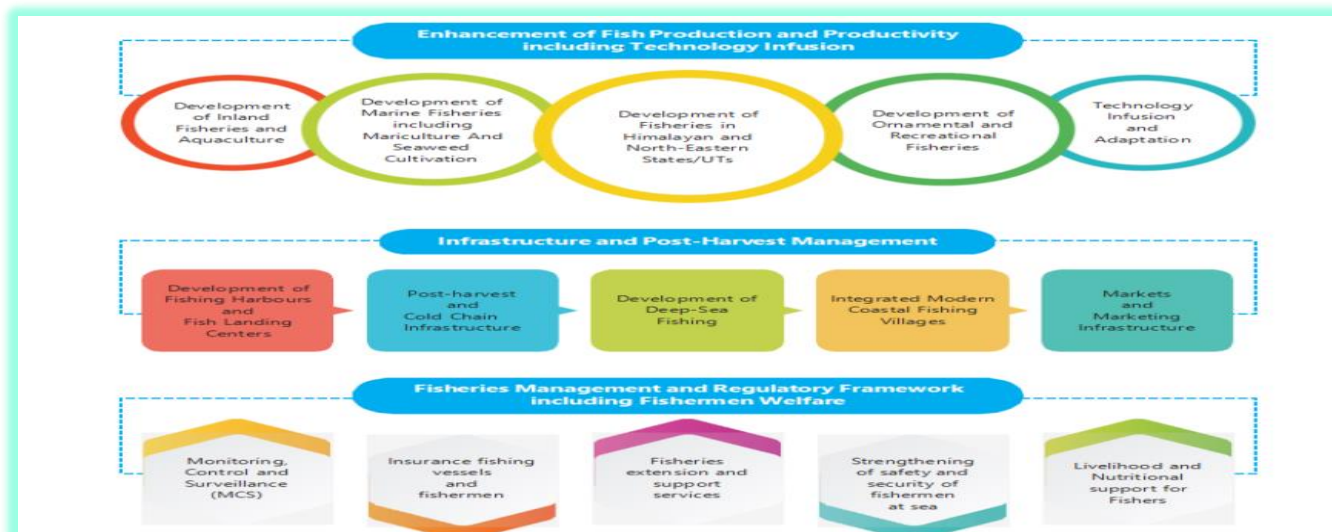 Enhancement of Fish Production and Productivity
including Technology Infusion
Development
of Inland
Fisheries and
Aquaculture
Development of
Marine Fisheries
including
Mariculture And
Seaweed
Cultivation
Development of
Fisheries in
Himalayan and
North-Eastern
States/UTs
Development of
Ornamental and
Recreational
Fisheries
Technology
Infusion
and
Adaptation
Infrastructure and Post-Harvest Management
Development of
Fishing Harbours
and
Fish Landing
Centers
Post-harvest
and
Cold Chain
Infrastructure
Development of
Deep-Sea
Fishing
Integrated Modern
Coastal Fishing
Villages
Markets
and
Marketing
Infrastructure
Fisheries Management and Regulatory Framework
including Fishermen Welfare
Monitoring,
Control and
Surveillance
(MCS)
Insurance fishing
vessels
and
fishermen
Fisheries
extension and
support
services
Strengthening
of safety and
security of
fishermen
at sea
Livelihood and
Nutritional
support for
Fishers